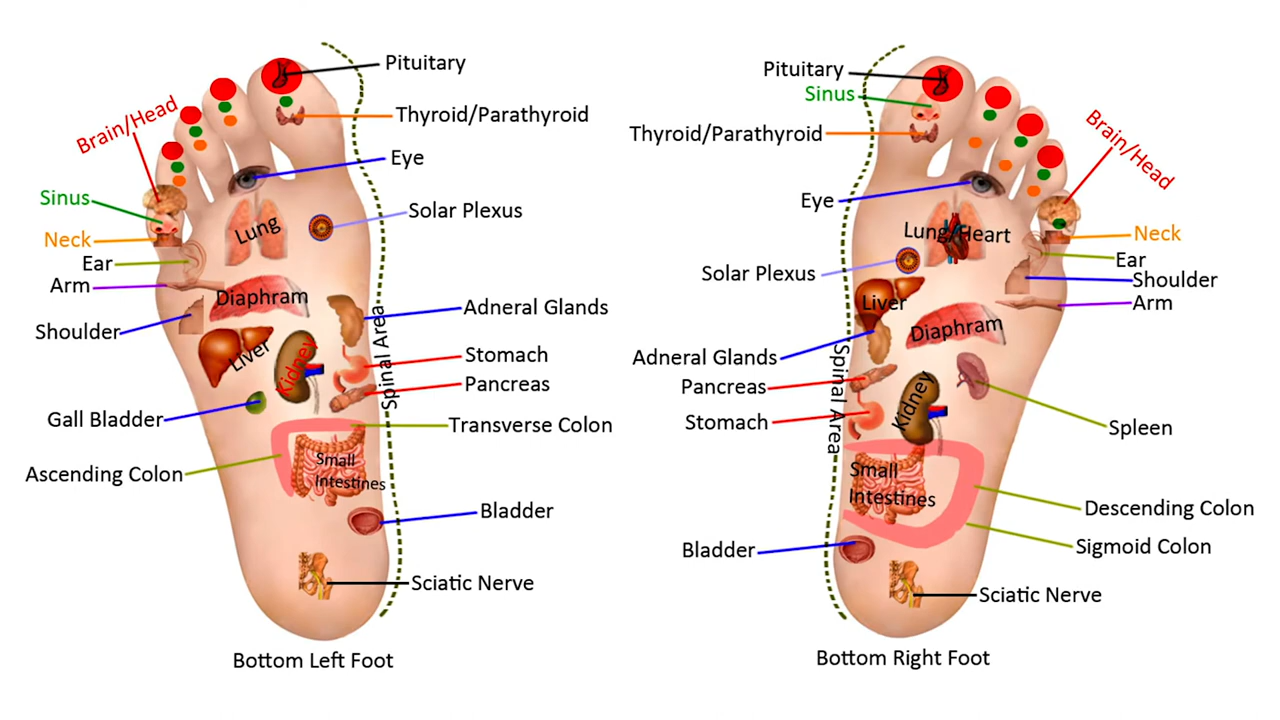 Pituitary
Thyroid/Parathyroid
Eye
Brain/Head
Sinus
Neck
Ear
Arm
Shoulder
Lung
Solar Plexus
Diaphram
Adneral Glands
Liver
Kidney
Stomach
Pancreas
Spinal Area
Gall Bladder
Transverse Colon
Ascending Colon
Small
Intestines
Bladder
Sciatic Nerve
Bottom Left Foot
Pituitary
Sinus
Thyroid/Parathyroid
Brain/Head
Eye
Lung/Heart
Neck
Ear
Shoulder
Arm
Solar Plexus
Liver
Diaphram
Adneral Glands
Pancreas
Stomach
Spinal Area
Kidney
Spleen
Small
Intestines
Descending Colon
Sigmoid Colon
Bladder
Sciatic Nerve
Bottom Right Foot